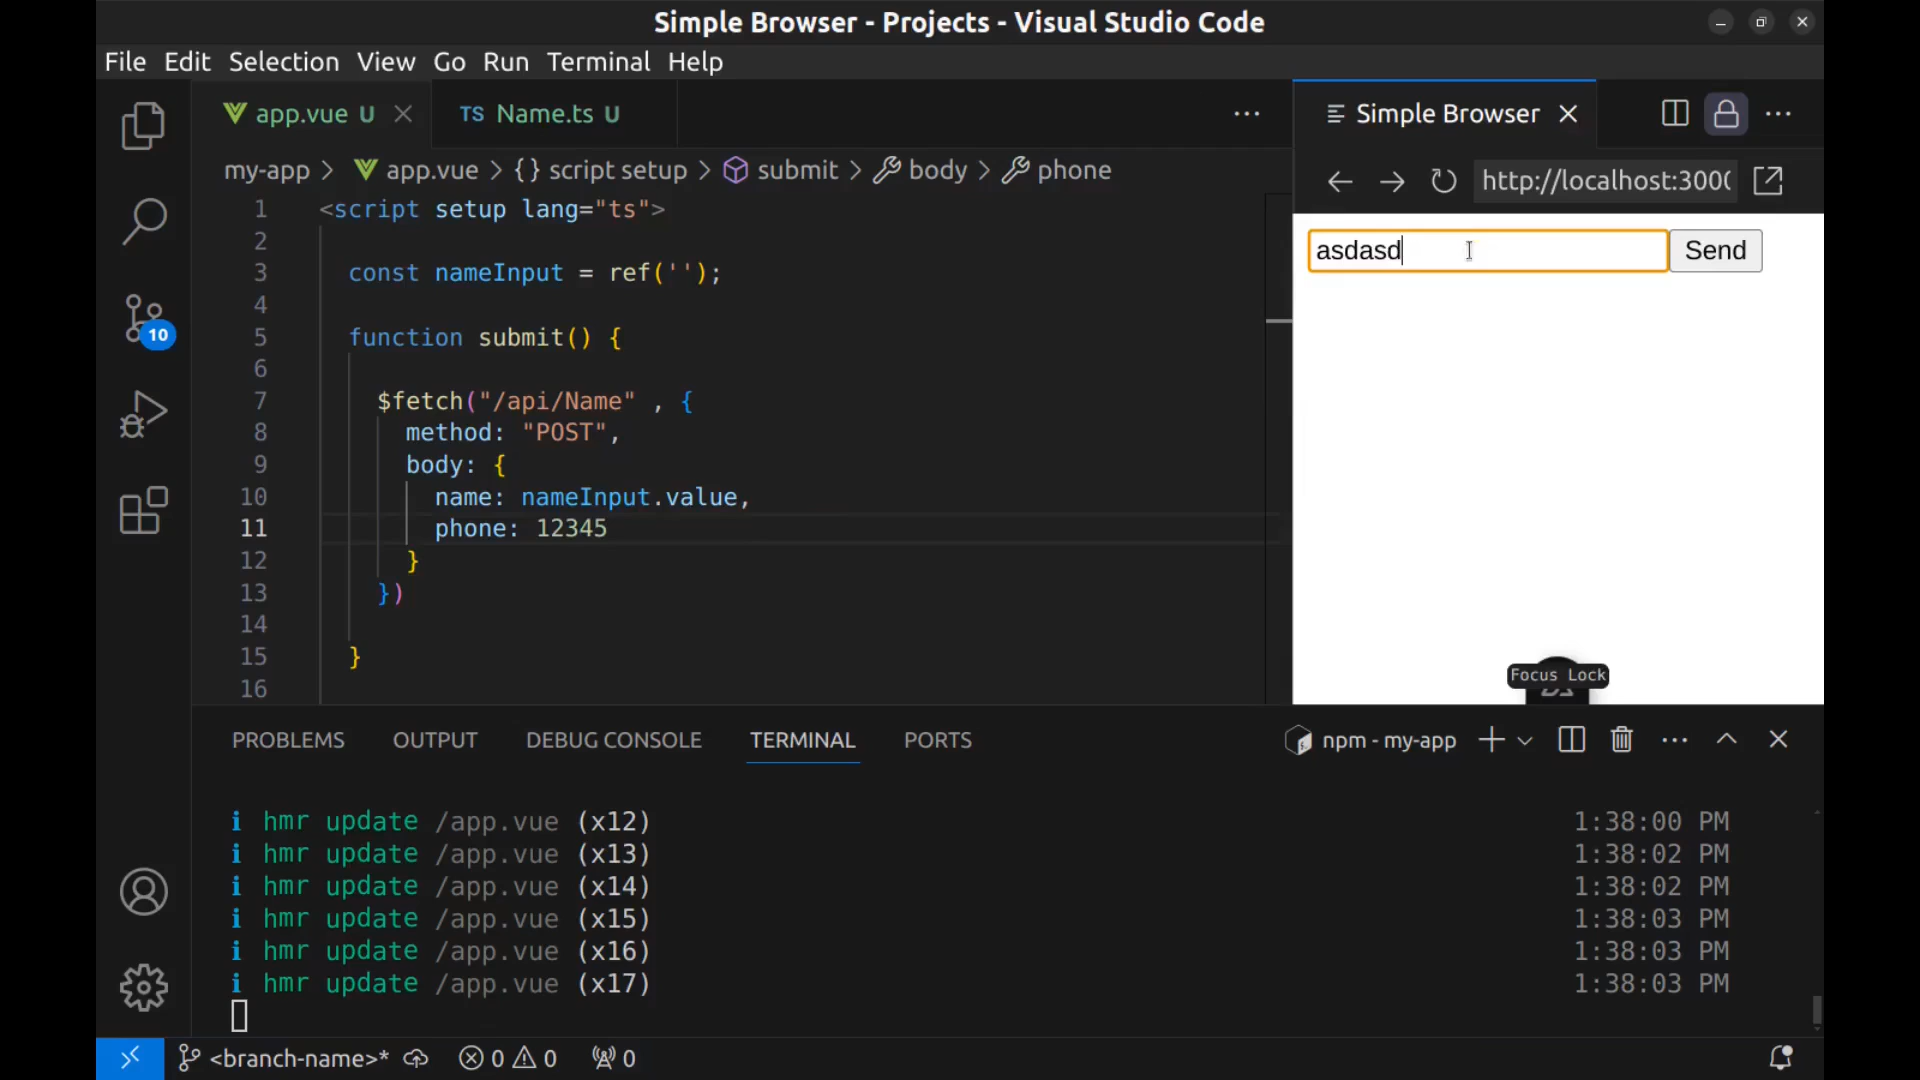 Simple Browser - Projects - Visual Studio Code
File Edit Selection View Go Run Terminal Help
app.vue U
TS Name.ts U
Simple Browser
my-app > app.vue > {} script setup > submit > body > phone
http://localhost:3000
1 <script setup lang="ts">
2
3 const nameInput = ref('');
4
5 function submit() {
6
7 $fetch("/api/Name" , {
8 method: "POST",
9 body: {
10 name: nameInput.value,
11 phone: 12345
12 }
13 })
14
15 }
16
asdasd
Send
Focus Lock
10
PROBLEMS OUTPUT DEBUG CONSOLE TERMINAL PORTS
npm - my-app
i hmr update /app.vue (x12) 1:38:00 PM
i hmr update /app.vue (x13) 1:38:02 PM
i hmr update /app.vue (x14) 1:38:02 PM
i hmr update /app.vue (x15) 1:38:03 PM
i hmr update /app.vue (x16) 1:38:03 PM
i hmr update /app.vue (x17) 1:38:03 PM
<branch-name>* 0 0 0